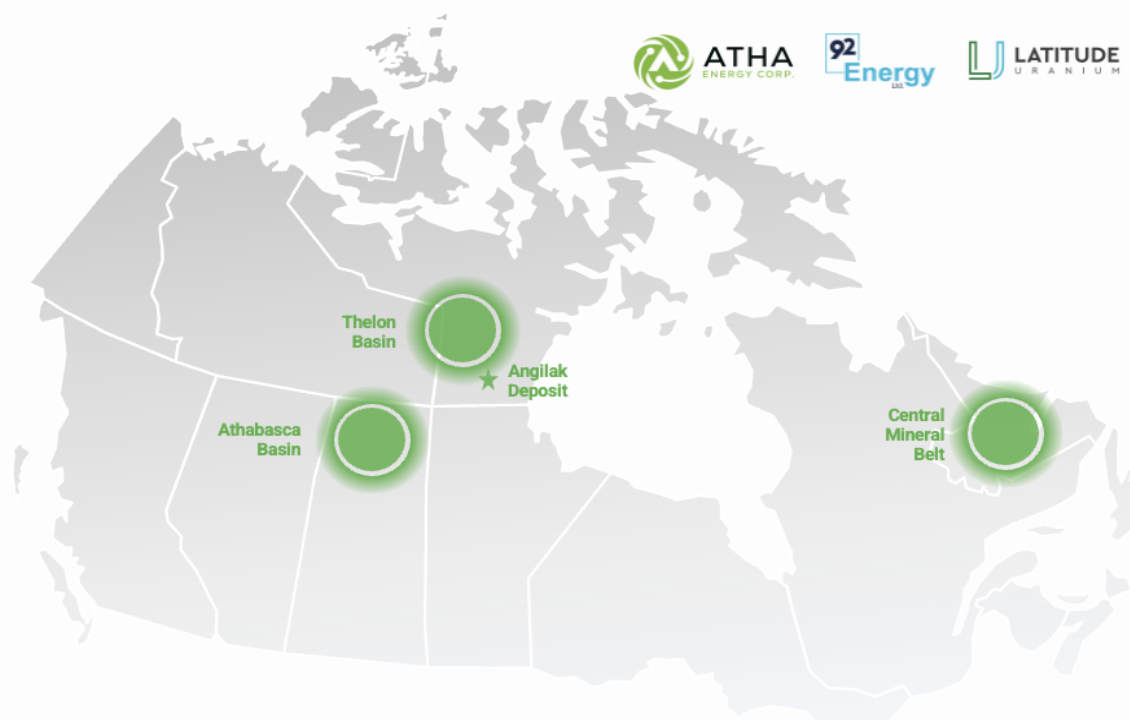 ATHA
ENERGY CORP.
92
Energy
Ltd.
LATITUDE
URANIUM
Thelon
Basin
Angilak
Deposit
Athabasca
Basin
Central
Mineral
Belt